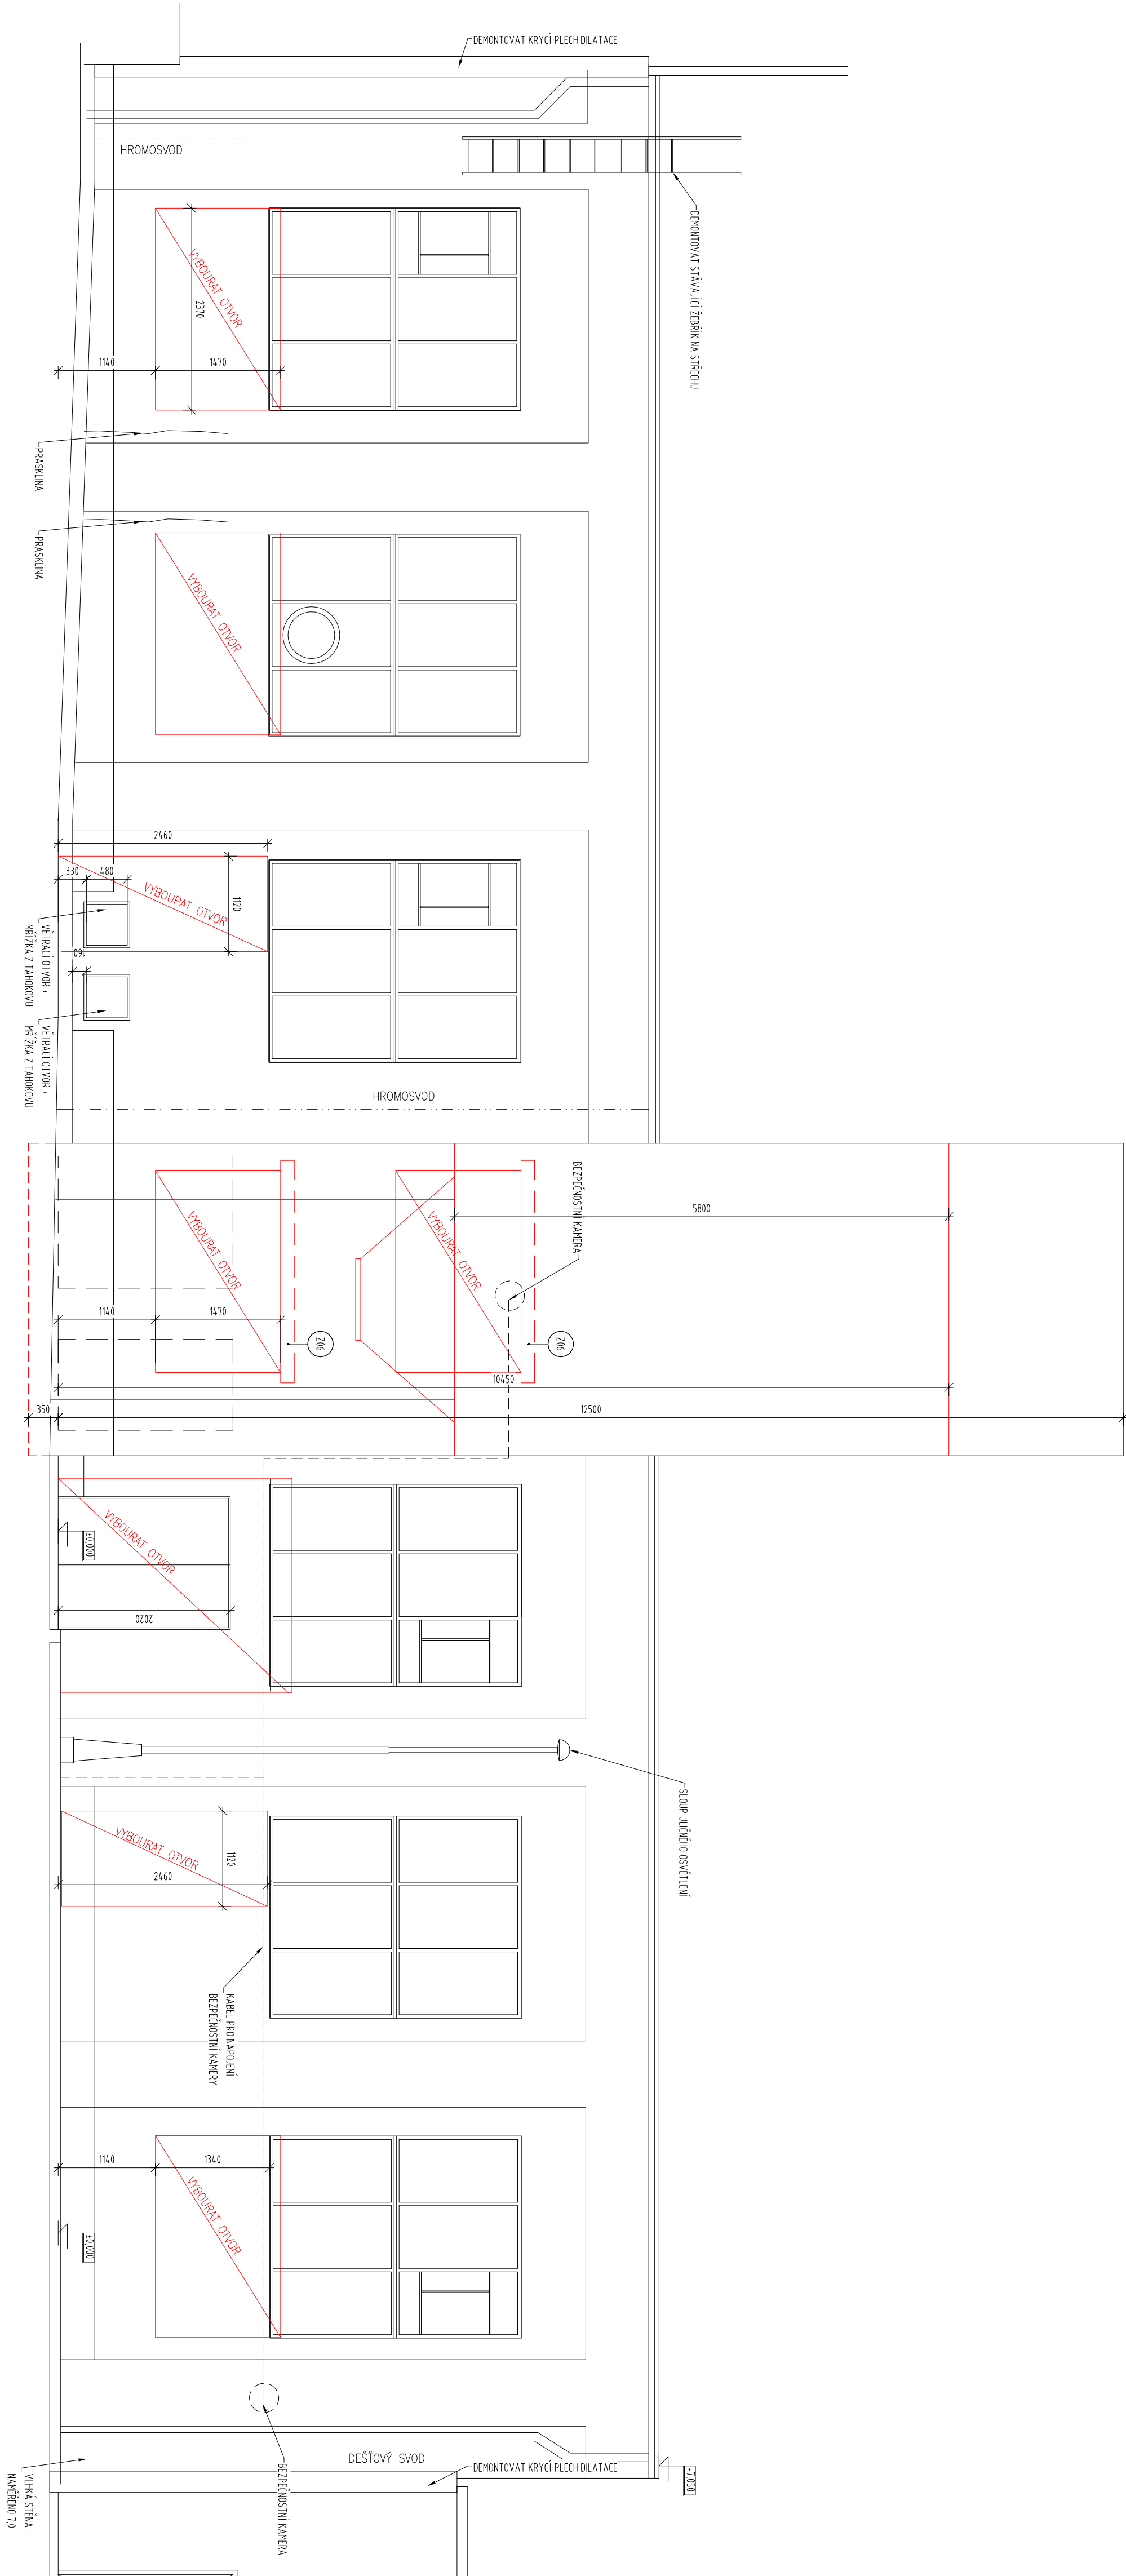 DEMONTOVAT KRYCÍ PLECH DILATACE
HROMOSVOD
DEMONTOVAT STÁVAJÍCÍ ŽEBŘÍK NA STŘECHU
VYBOURAT OTVOR
2370
1140
1470
PRASKLINA
PRASKLINA
VYBOURAT OTVOR
2460
330
480
1120
VYBOURAT OTVOR
160
VĚTRACÍ OTVOR +
MŘÍŽKA Z TAHOKOVU
VĚTRACÍ OTVOR +
MŘÍŽKA Z TAHOKOVU
HROMOSVOD
BEZPEČNOSTNÍ KAMERA
5800
VYBOURAT OTVOR
VYBOURAT OTVOR
1140
1470
Z06
Z06
10450
350
12500
VYBOURAT OTVOR
±0,000
2020
SLOUP ULIČNÉHO OSVĚTLENÍ
VYBOURAT OTVOR
1120
2460
KABEL PRO NAPOJENÍ
BEZPEČNOSTNÍ KAMERY
1140
1340
VYBOURAT OTVOR
±0,000
DEŠŤOVÝ SVOD
DEMONTOVAT KRYCÍ PLECH DILATACE
+7,050
BEZPEČNOSTNÍ KAMERA
VLHKÁ STĚNA,
NAMĚŘENO 7,0